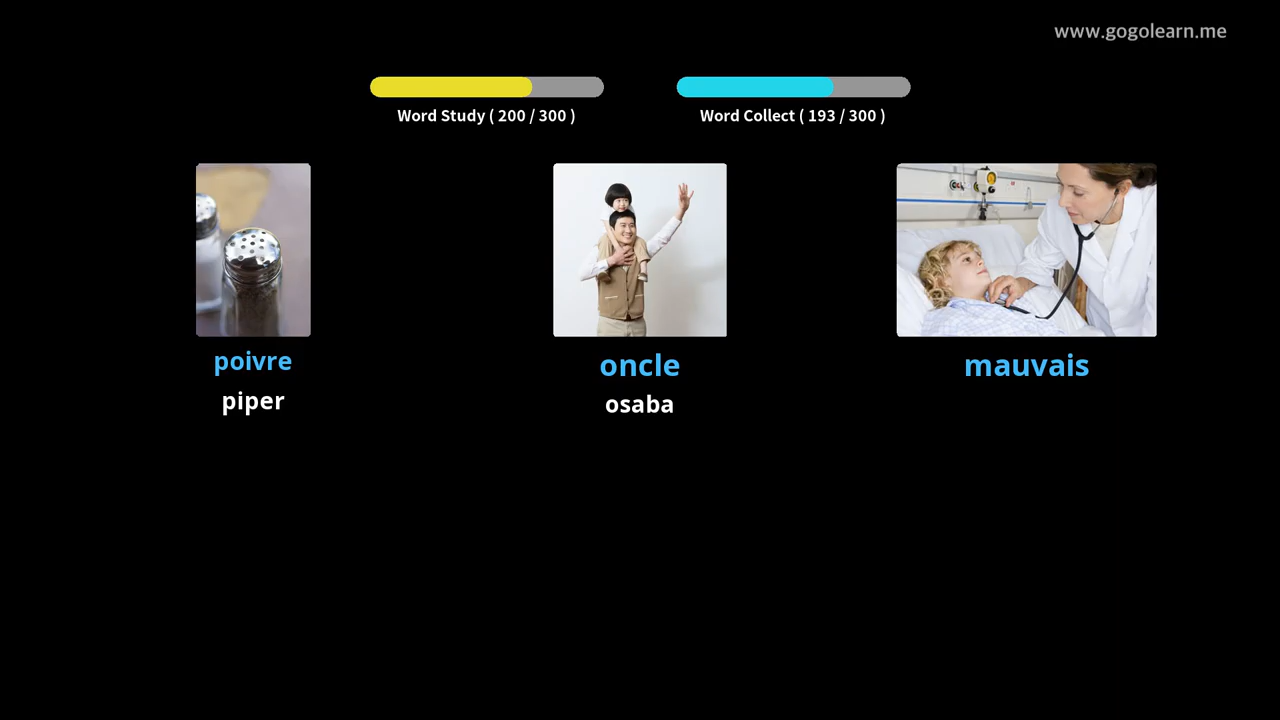 www.gogolearn.me
Word Study ( 200 / 300 )
Word Collect ( 193 / 300 )
poivre
piper
oncle
osaba
mauvais